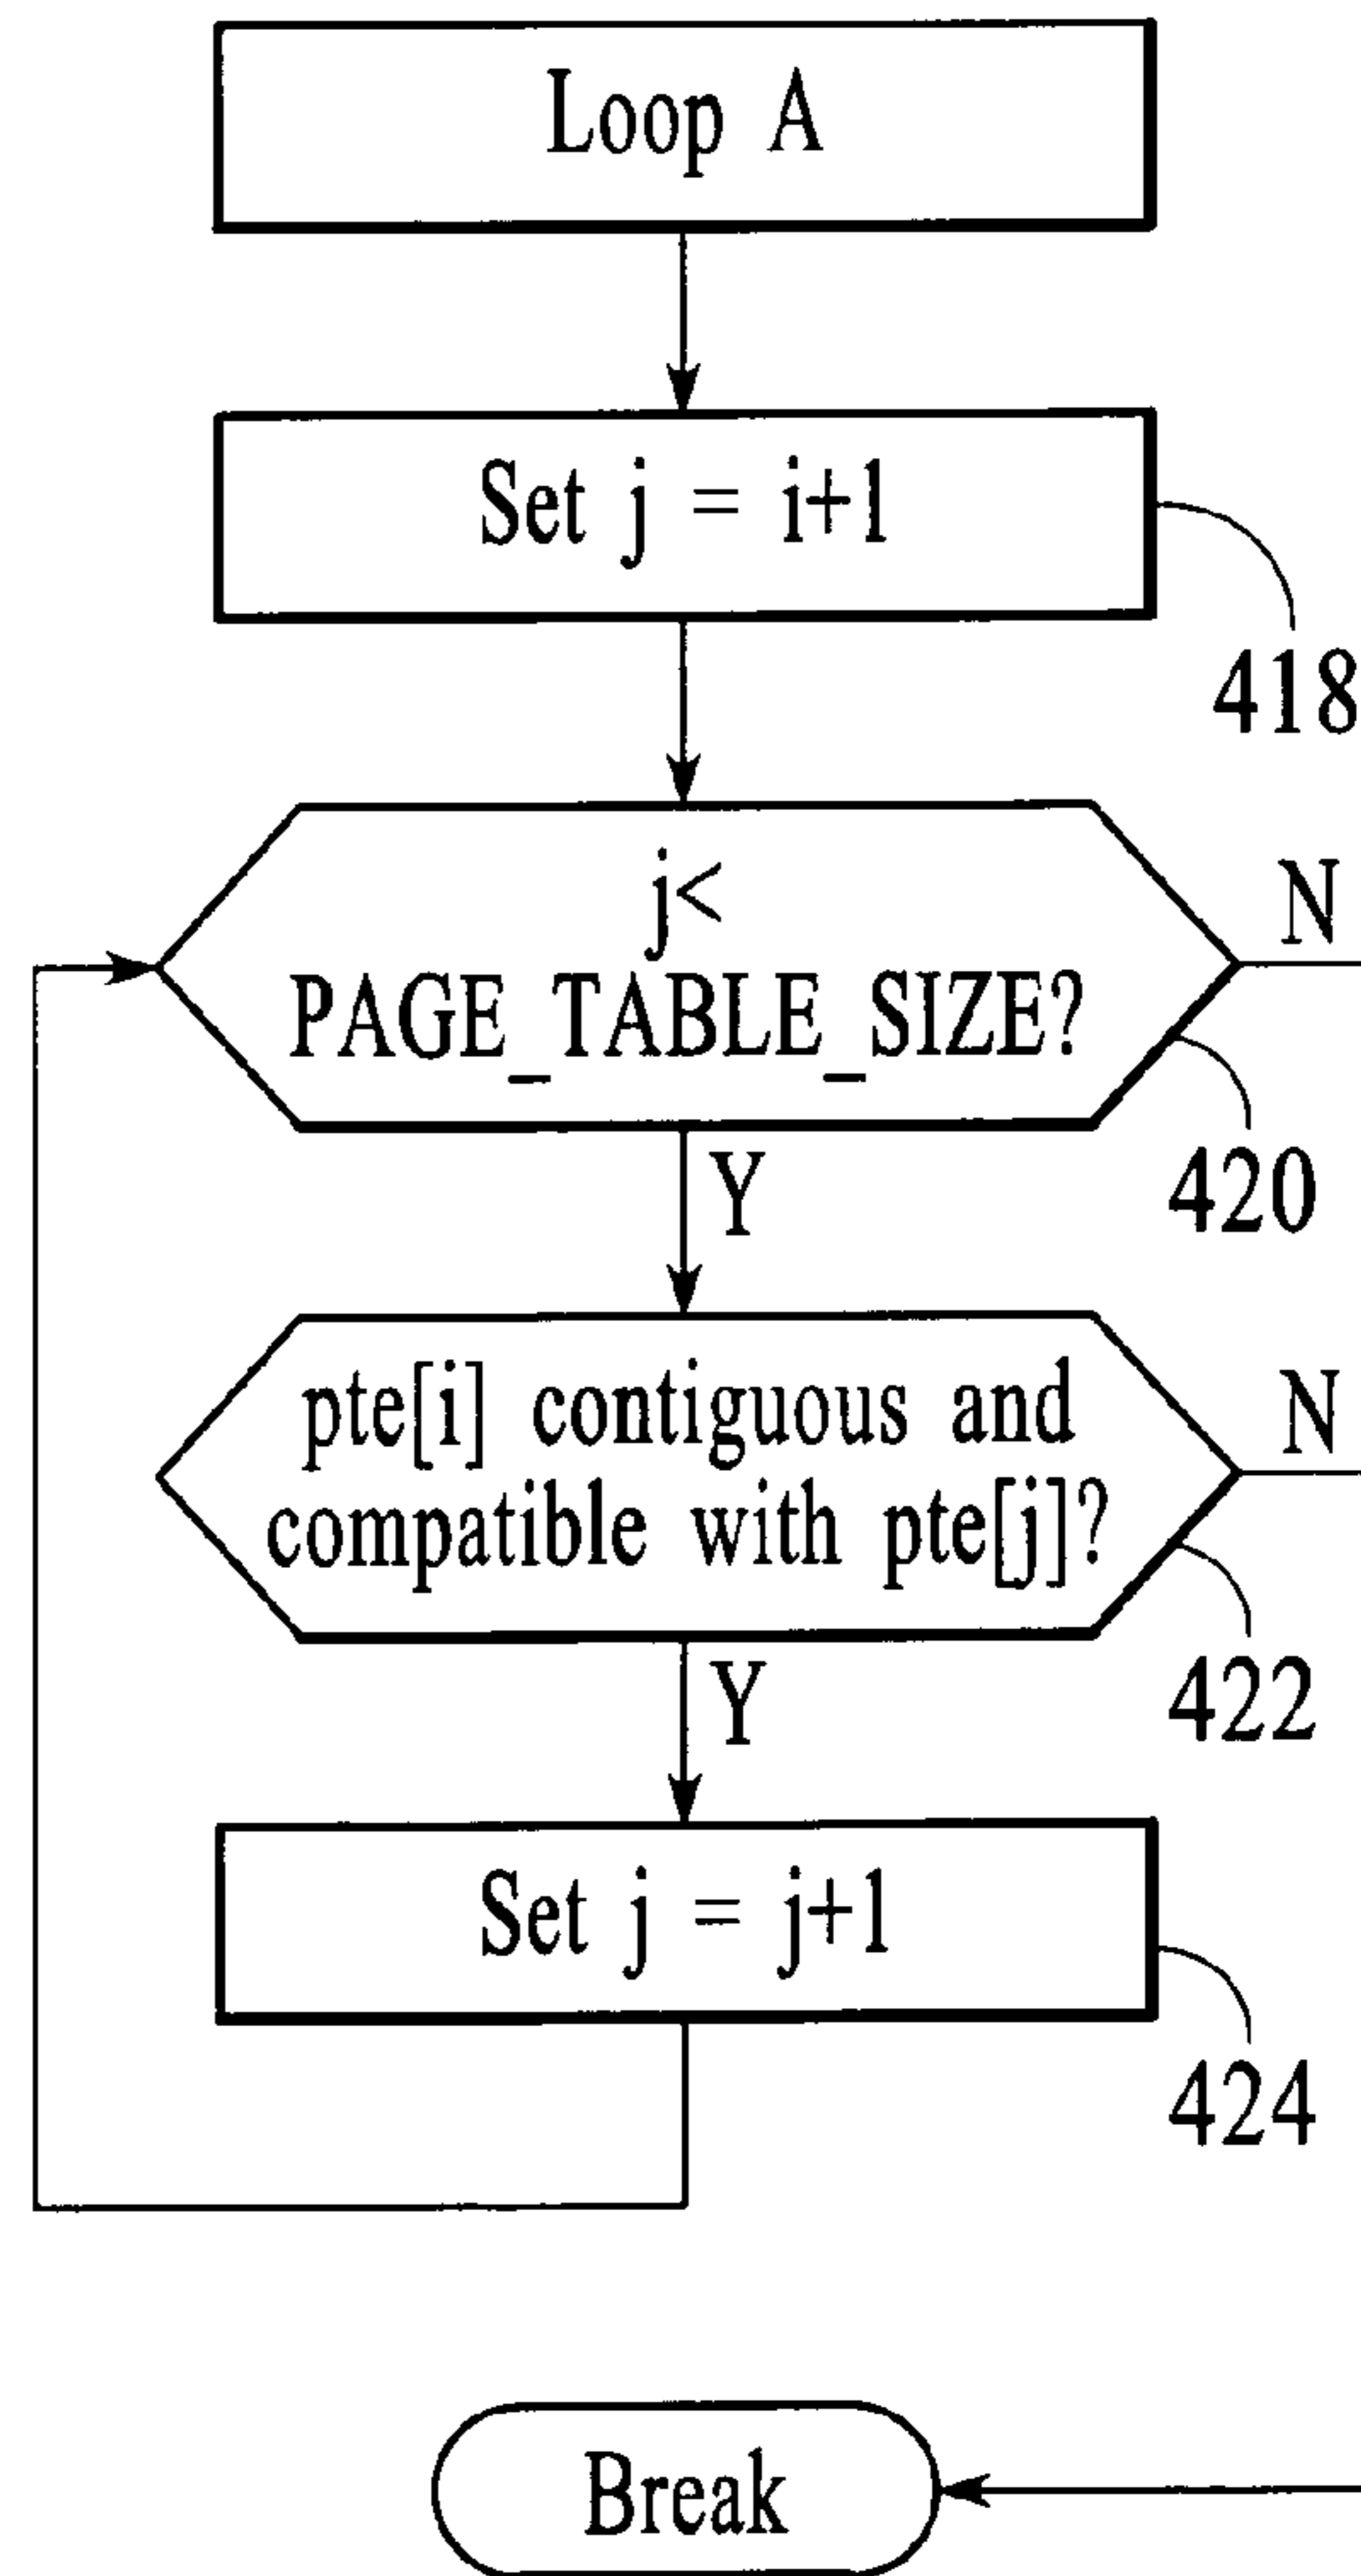 Loop A
Set j = i+1
418
j<
PAGE_TABLE_SIZE?
N
420
Y
pte[i] contiguous and
compatible with pte[j]?
N
422
Y
Set j = j+1
424
Break